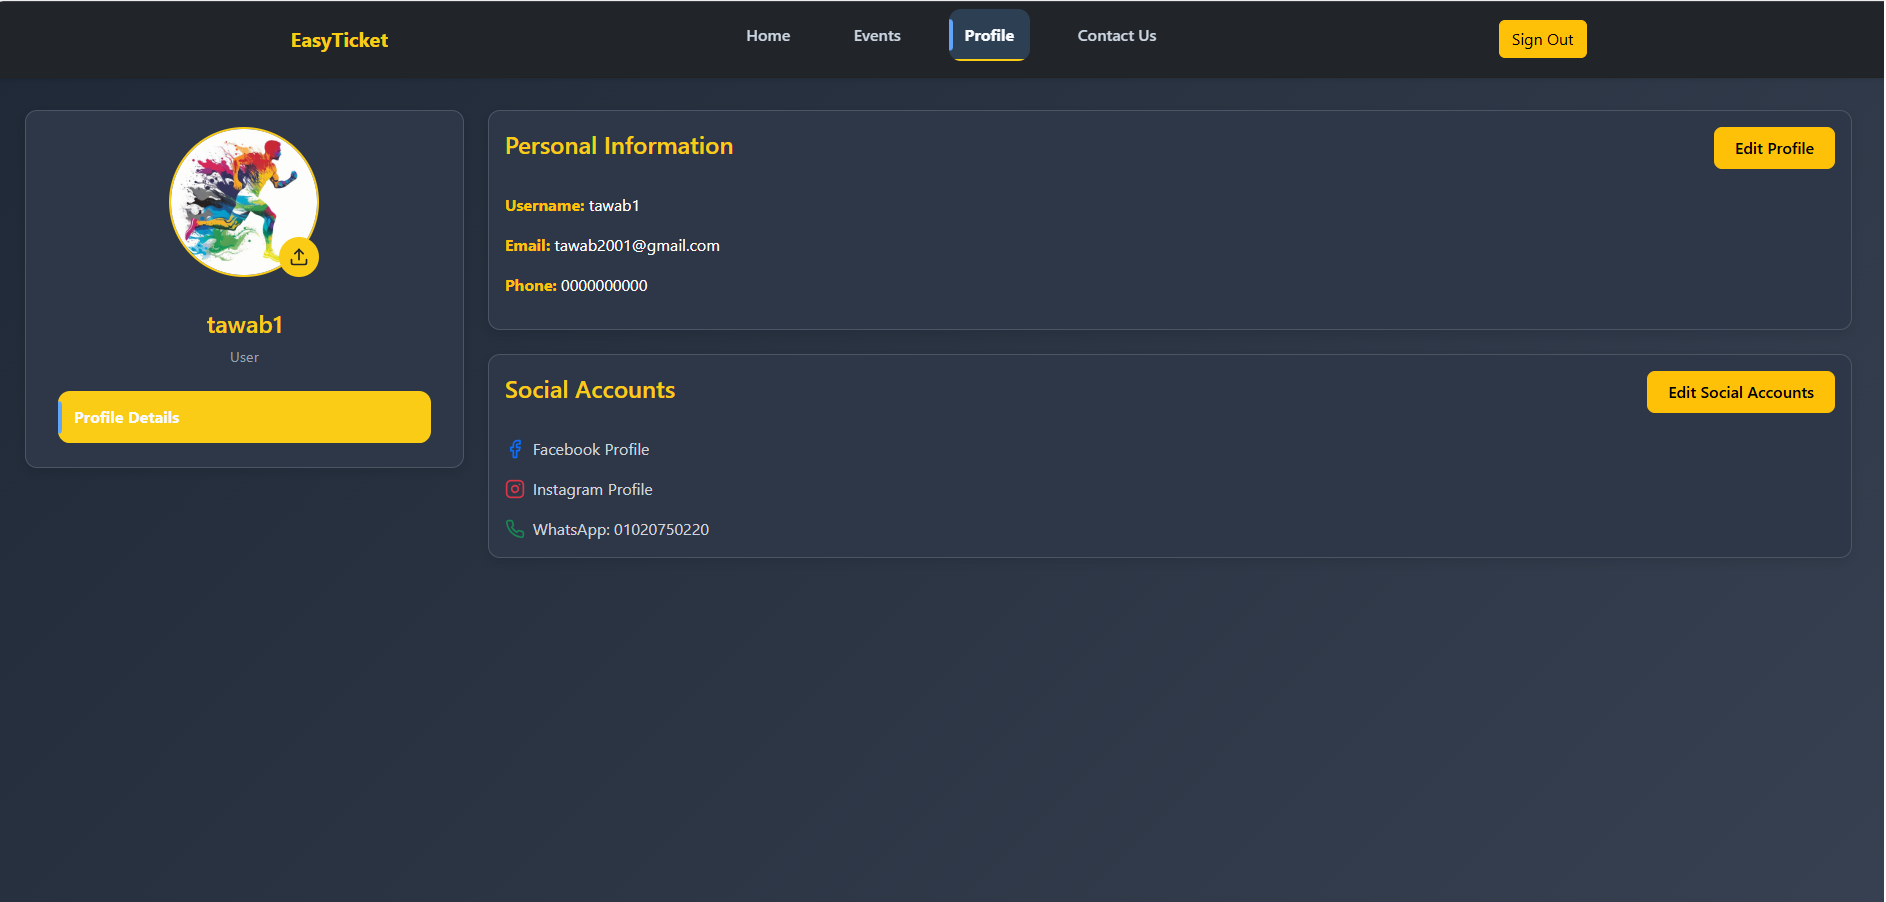 EasyTicket
Home
Events
Profile
Contact Us
Sign Out
tawab1
User
Profile Details
Personal Information
Edit Profile
Username: tawab1
Email: tawab2001@gmail.com
Phone: 0000000000
Social Accounts
Edit Social Accounts
Facebook Profile
Instagram Profile
WhatsApp: 01020750220